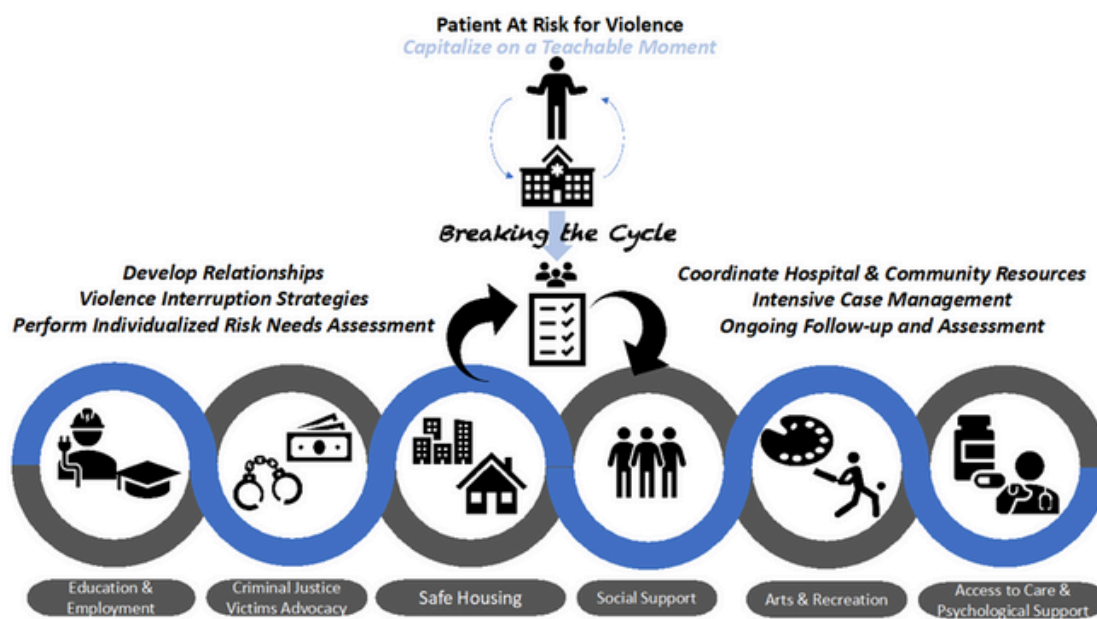 Patient At Risk for Violence
Capitalize on a Teachable Moment
Breaking the Cycle
Develop Relationships
Violence Interruption Strategies
Perform Individualized Risk Needs Assessment
Coordinate Hospital & Community Resources
Intensive Case Management
Ongoing Follow-up and Assessment
Education &
Employment
Criminal Justice
Victims Advocacy
Safe Housing
Social Support
Arts & Recreation
Access to Care &
Psychological Support